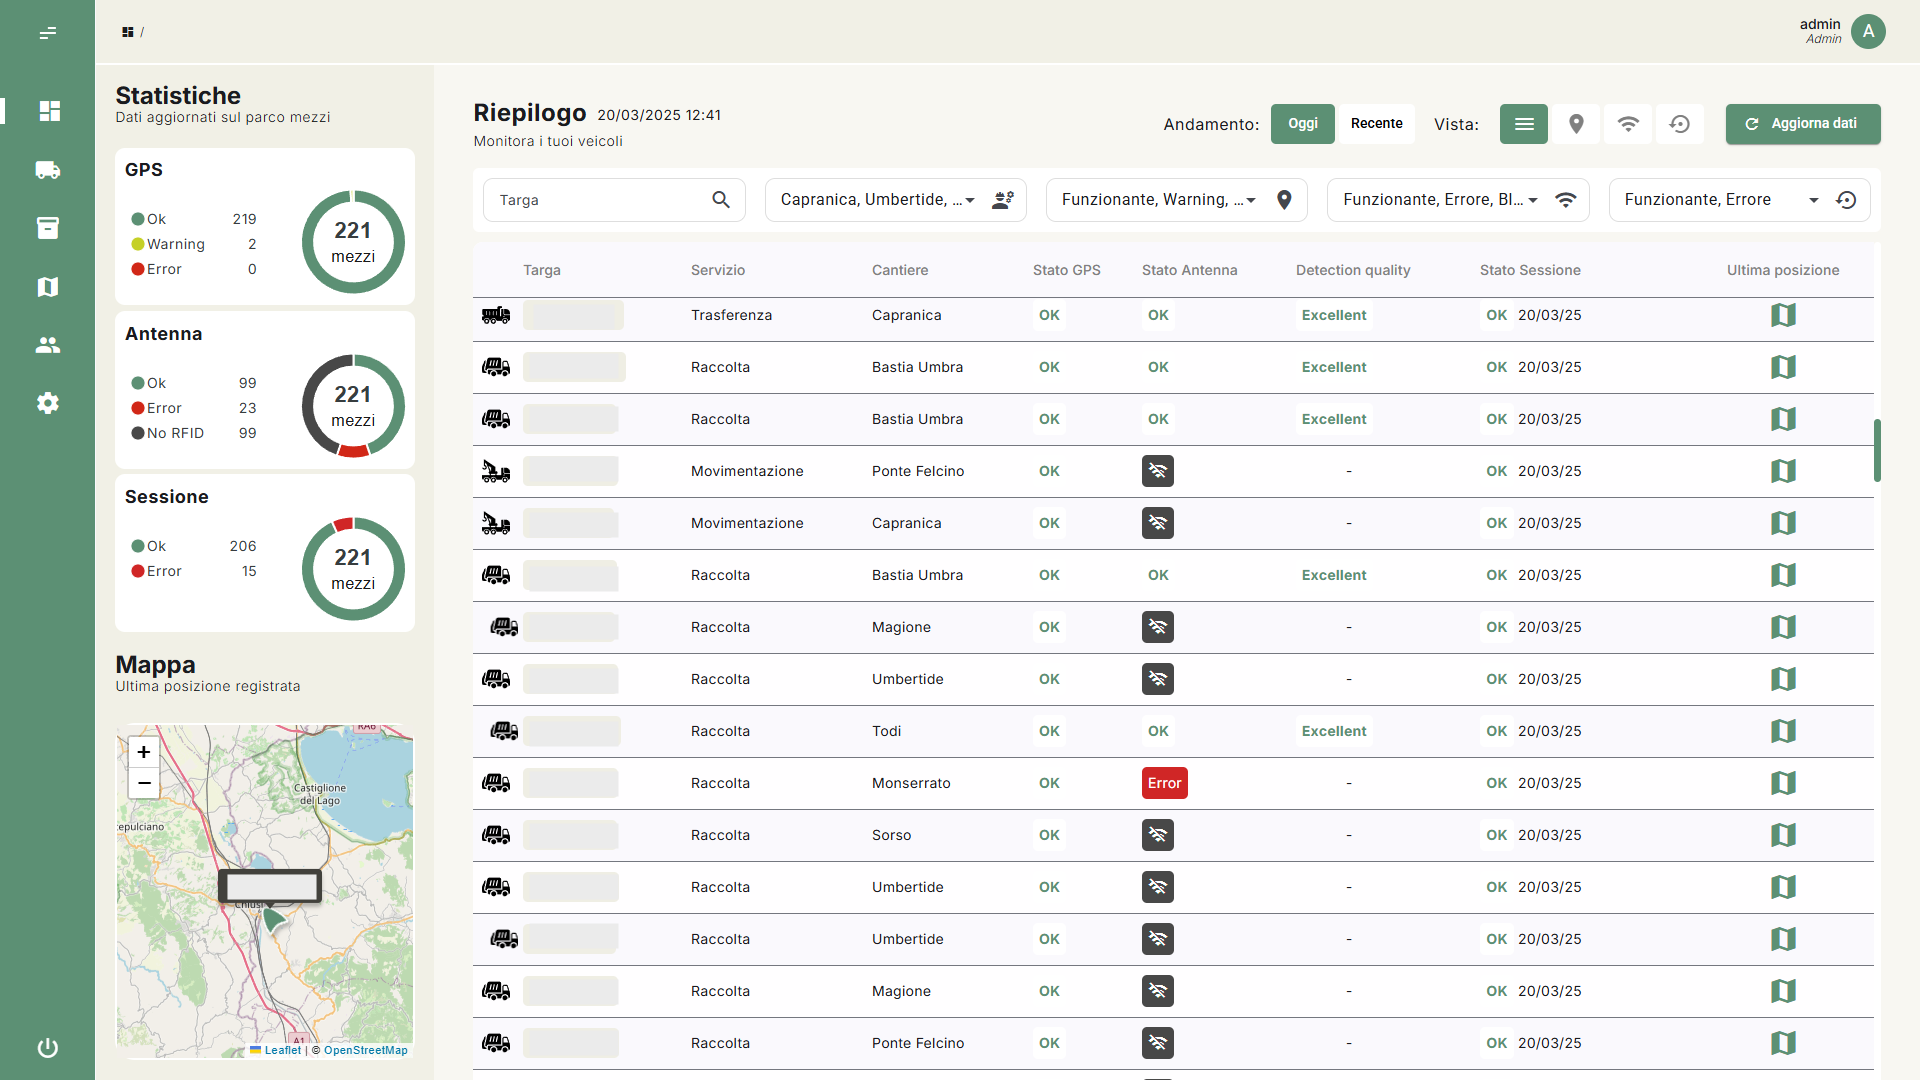 /
admin
Admin
A
Statistiche
Dati aggiornati sul parco mezzi
GPS
Ok 219
Warning 2
Error 0
221
mezzi
Antenna
Ok 99
Error 23
No RFID 99
221
mezzi
Sessione
Ok 206
Error 15
221
mezzi
Mappa
Ultima posizione registrata
+
−
RA6
Castiglione
del Lago
tepulciano
Chiusi
A1
Leaflet | © OpenStreetMap
Riepilogo 20/03/2025 12:41
Monitora i tuoi veicoli
Andamento: Oggi Recente Vista: Aggiorna dati
Targa Capranica, Umbertide, ... Funzionante, Warning, ... Funzionante, Errore, Bl... Funzionante, Errore
Targa Servizio Cantiere Stato GPS Stato Antenna Detection quality Stato Sessione Ultima posizione
Trasferenza Capranica OK OK Excellent OK 20/03/25
Raccolta Bastia Umbra OK OK Excellent OK 20/03/25
Raccolta Bastia Umbra OK OK Excellent OK 20/03/25
Movimentazione Ponte Felcino OK - OK 20/03/25
Movimentazione Capranica OK - OK 20/03/25
Raccolta Bastia Umbra OK OK Excellent OK 20/03/25
Raccolta Magione OK - OK 20/03/25
Raccolta Umbertide OK - OK 20/03/25
Raccolta Todi OK OK Excellent OK 20/03/25
Raccolta Monserrato OK Error - OK 20/03/25
Raccolta Sorso OK - OK 20/03/25
Raccolta Umbertide OK - OK 20/03/25
Raccolta Umbertide OK - OK 20/03/25
Raccolta Magione OK - OK 20/03/25
Raccolta Ponte Felcino OK - OK 20/03/25